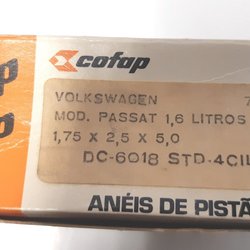 cofap
VOLKSWAGEN 7
MOD. PASSAT 1,6 LITROS
1,75 x 2,5 x 5,0
DC-6018 STD-4CIL
ANÉIS DE PISTÃ